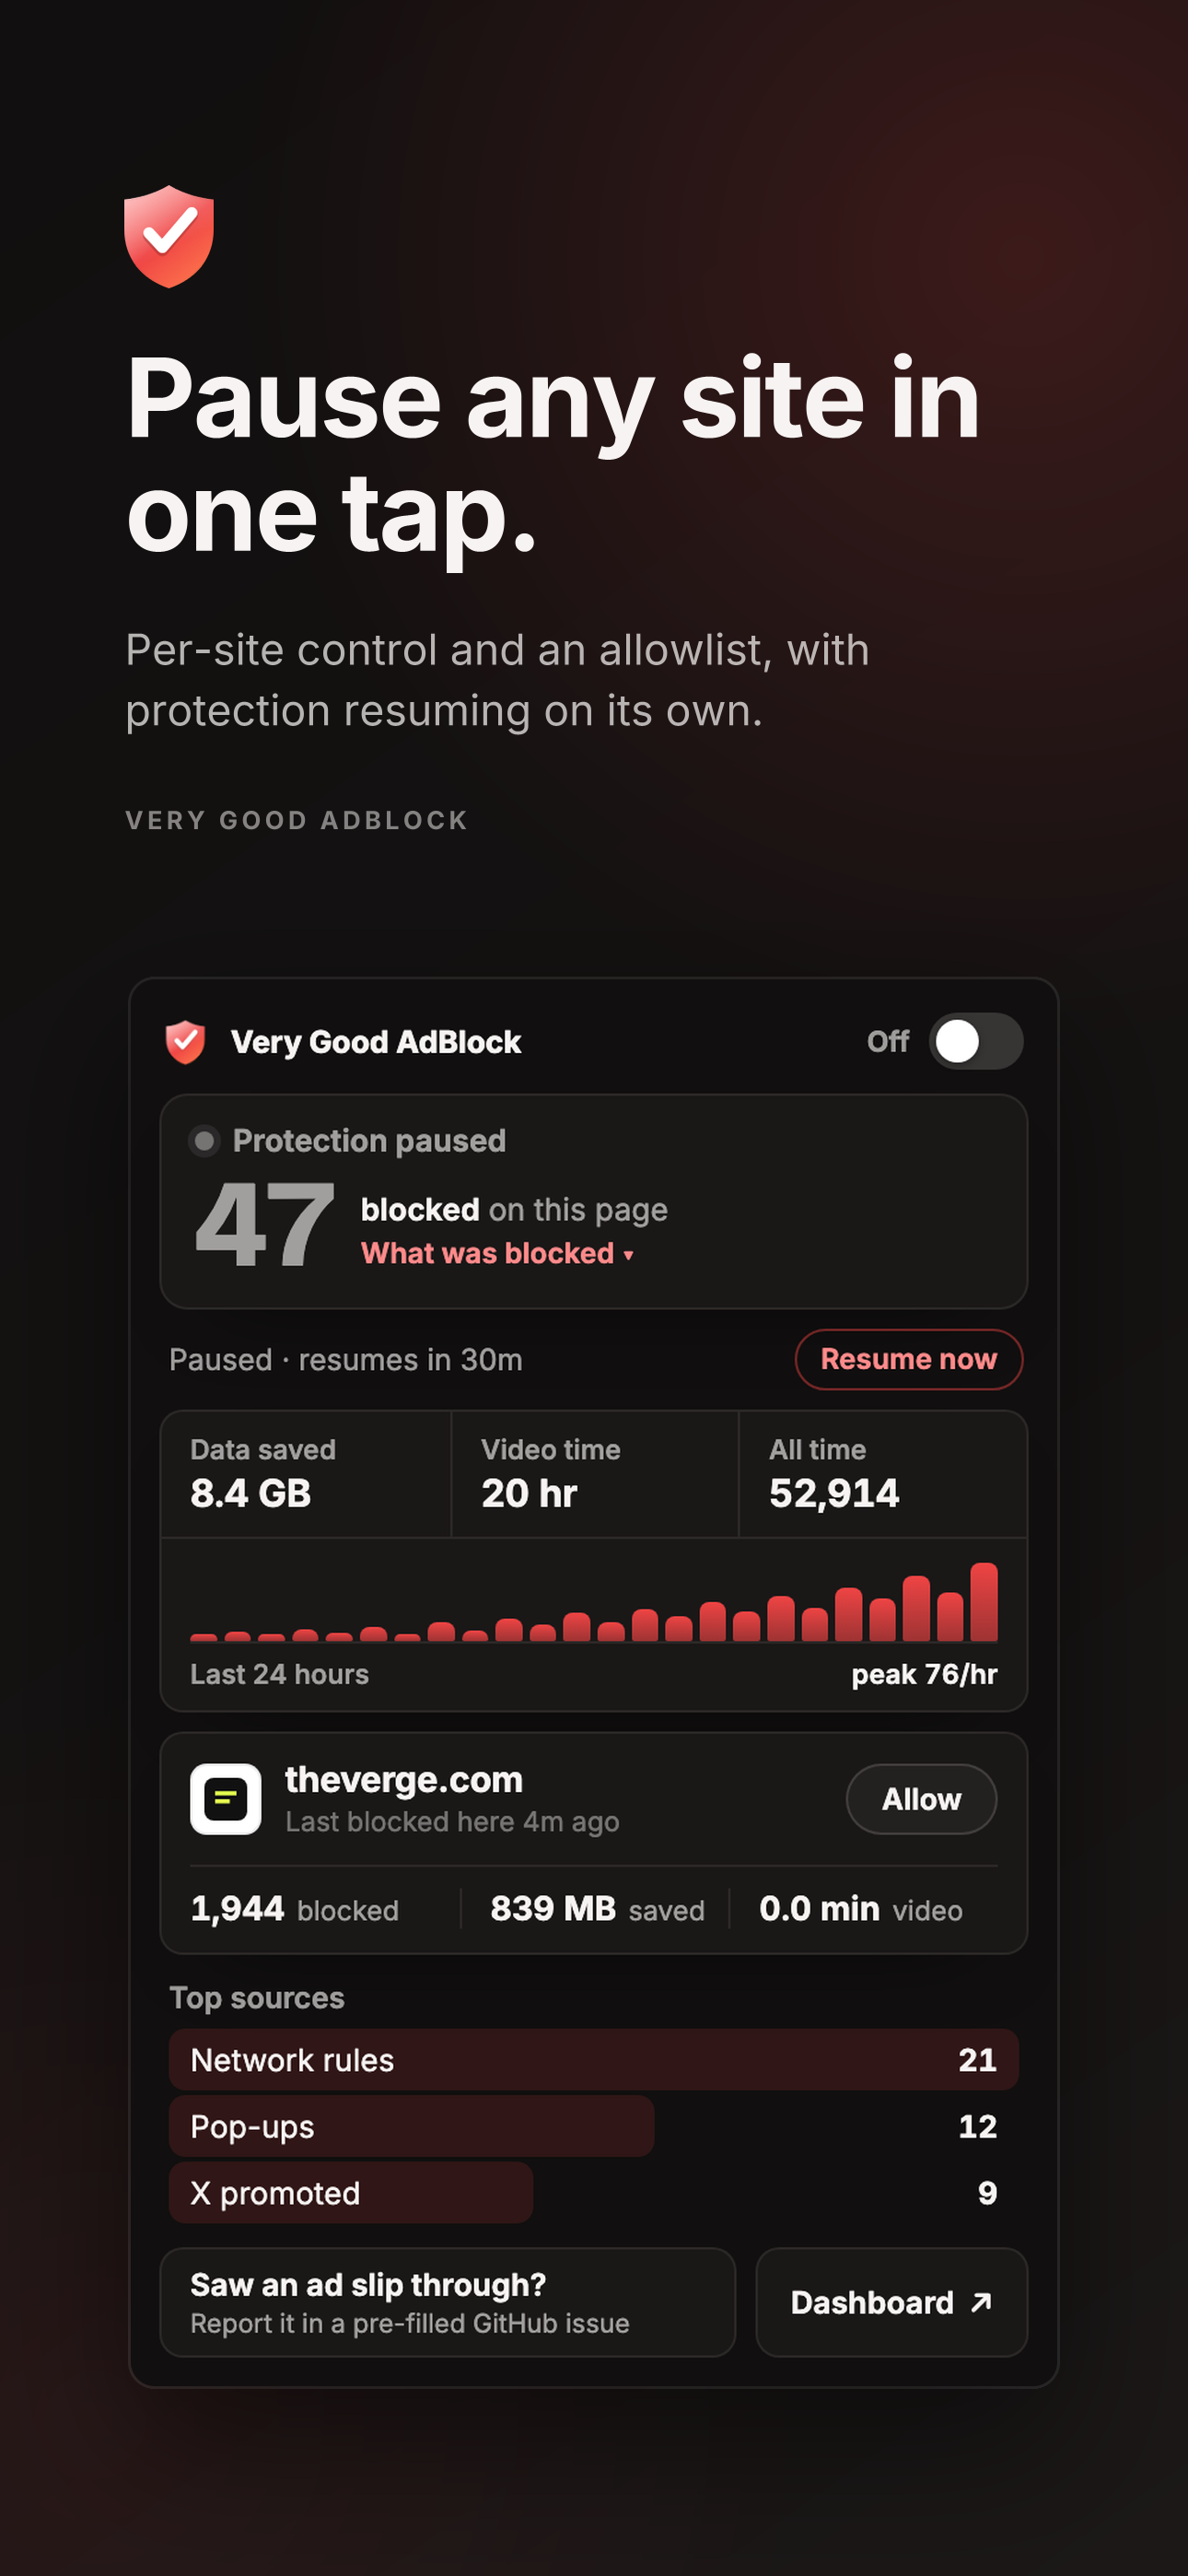 Pause any site in
one tap.
Per-site control and an allowlist, with
protection resuming on its own.
VERY GOOD ADBLOCK
Very Good AdBlock
Off
Protection paused
47
blocked on this page
What was blocked ▾
Paused · resumes in 30m
Resume now
Data saved
8.4 GB
Video time
20 hr
All time
52,914
Last 24 hours
peak 76/hr
theverge.com
Last blocked here 4m ago
Allow
1,944 blocked
839 MB saved
0.0 min video
Top sources
Network rules 21
Pop-ups 12
X promoted 9
Saw an ad slip through?
Report it in a pre-filled GitHub issue
Dashboard ↗